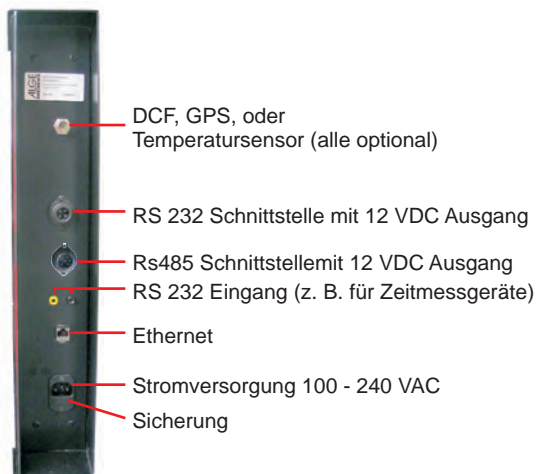 ALGE
DCF, GPS, oder
Temperatursensor (alle optional)
RS 232 Schnittstelle mit 12 VDC Ausgang
Rs485 Schnittstellemit 12 VDC Ausgang
RS 232 Eingang (z. B. für Zeitmessgeräte)
Ethernet
Stromversorgung 100 - 240 VAC
Sicherung